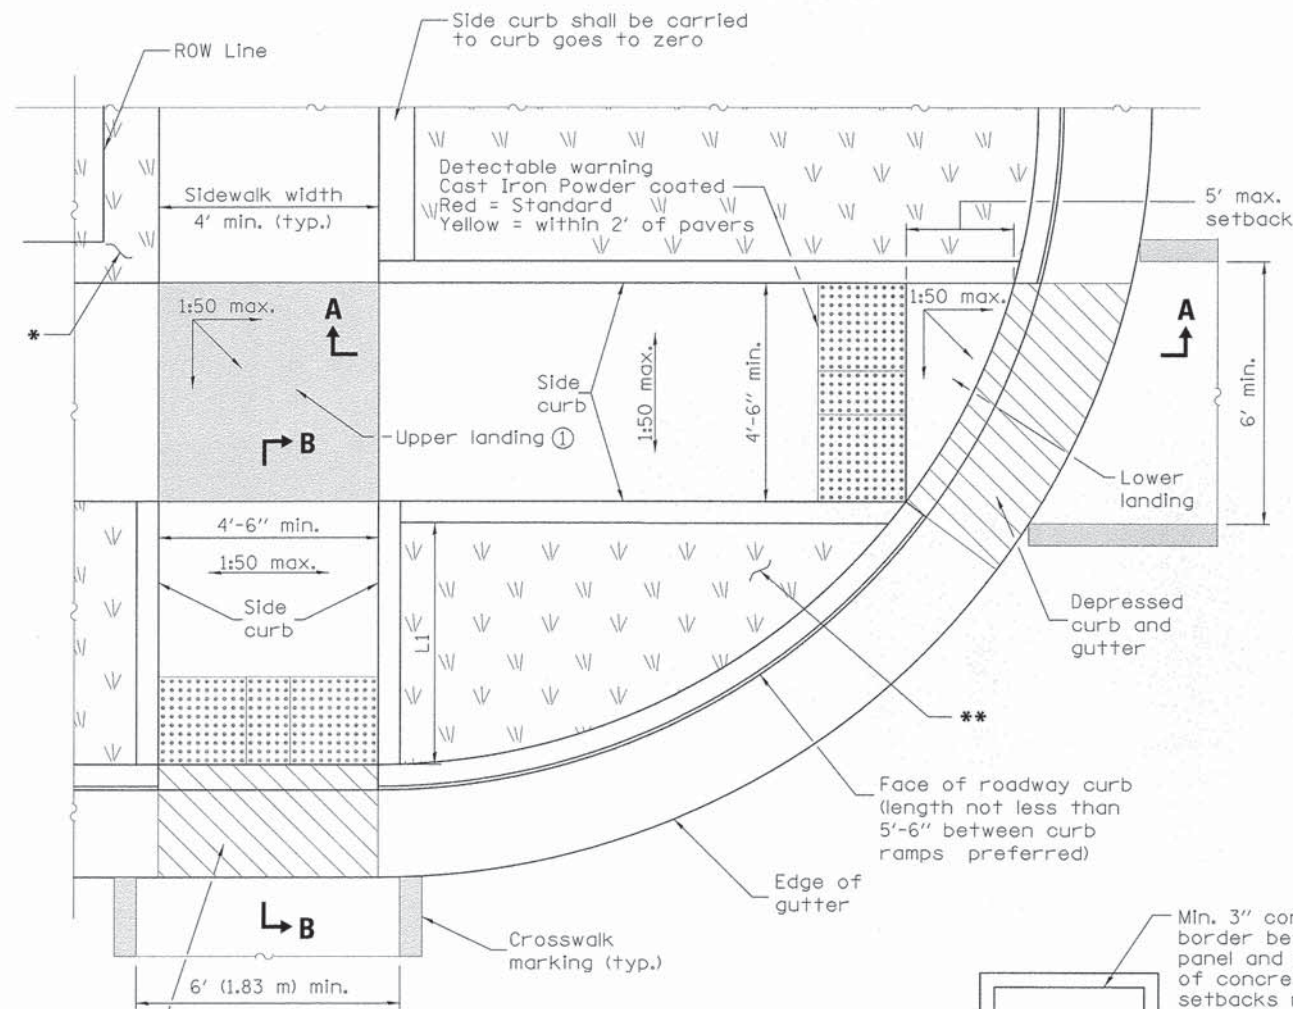 Side curb shall be carried
to curb goes to zero
ROW Line
Detectable warning
Cast Iron Powder coated
Red = Standard
Yellow = within 2' of pavers
Sidewalk width
4' min. (typ.)
5' max.
setback
*
1:50 max.
A
1:50 max.
A
Side
curb
1:50 max.
4'-6" min.
6' min.
Upper landing ①
B
Lower
landing
4'-6" min.
1:50 max.
Side
curb
L1
Depressed
curb and
gutter
**
Face of roadway curb
(length not less than
5'-6" between curb
ramps preferred)
Edge of
gutter
B
Crosswalk
marking (typ.)
6' (1.83 m) min.
Min. 3" con
border be
panel and
of concre
setbacks